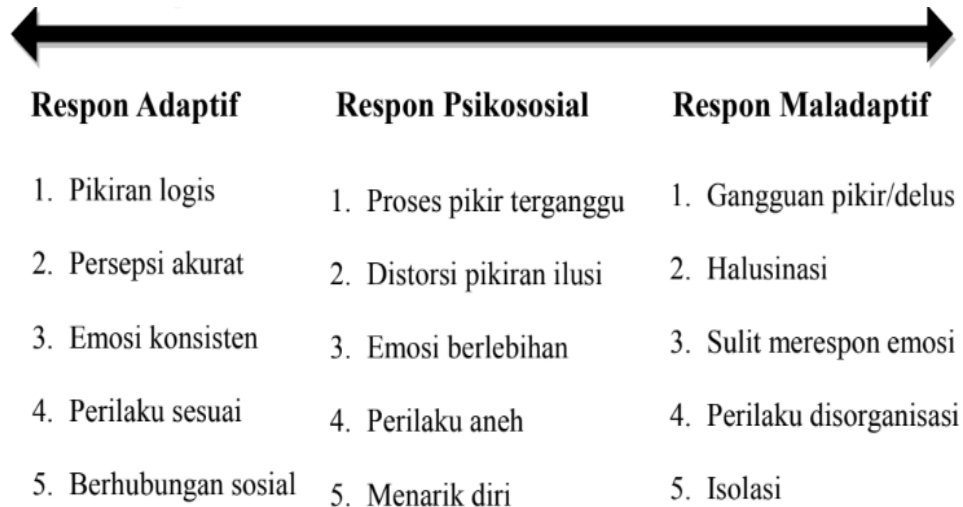 Respon Adaptif
1. Pikiran logis
2. Persepsi akurat
3. Emosi konsisten
4. Perilaku sesuai
5. Berhubungan sosial
Respon Psikososial
1. Proses pikir terganggu
2. Distorsi pikiran ilusi
3. Emosi berlebihan
4. Perilaku aneh
5. Menarik diri
Respon Maladaptif
1. Gangguan pikir/delus
2. Halusinasi
3. Sulit merespon emosi
4. Perilaku disorganisasi
5. Isolasi